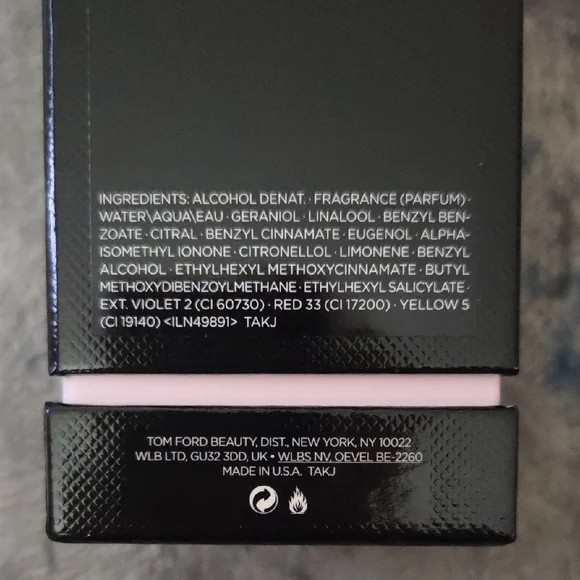 INGREDIENTS: ALCOHOL DENAT. · FRAGRANCE (PARFUM) ·
WATER\AQUA\EAU · GERANIOL · LINALOOL · BENZYL BEN-
ZOATE · CITRAL · BENZYL CINNAMATE · EUGENOL · ALPHA-
ISOMETHYL IONONE · CITRONELLOL · LIMONENE · BENZYL
ALCOHOL · ETHYLHEXYL METHOXYCINNAMATE · BUTYL
METHOXYDIBENZOYLMETHANE · ETHYLHEXYL SALICYLATE ·
EXT. VIOLET 2 (CI 60730) · RED 33 (CI 17200) · YELLOW 5
(CI 19140) <ILN49891> TAKJ
TOM FORD BEAUTY, DIST., NEW YORK, NY 10022
WLB LTD, GU32 3DD, UK • WLBS NV. OEVEL BE-2260
MADE IN U.S.A. TAKJ